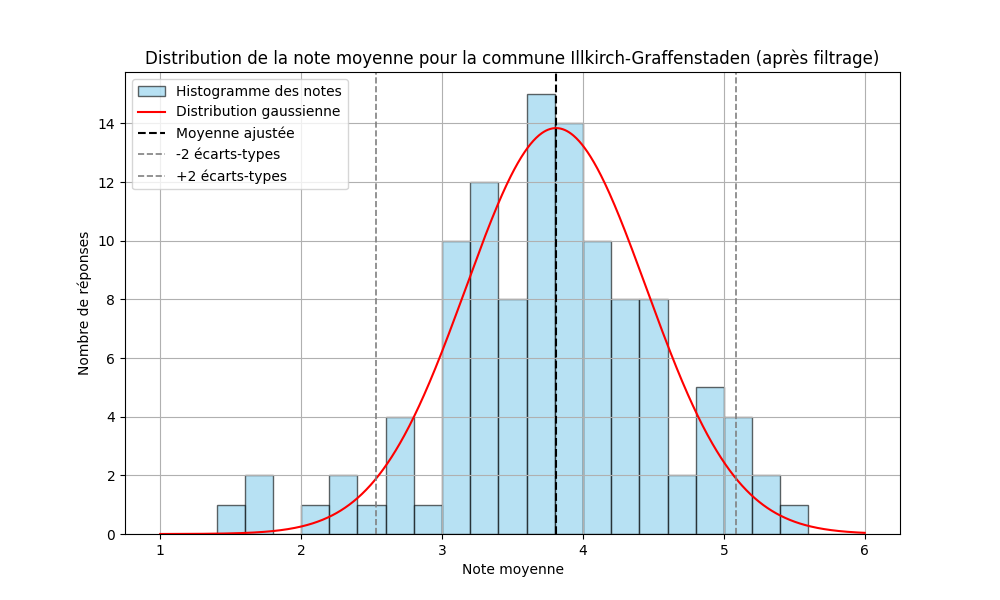 Distribution de la note moyenne pour la commune Illkirch-Graffenstaden (après filtrage)
Histogramme des notes
Distribution gaussienne
Moyenne ajustée
-2 écarts-types
+2 écarts-types
Nombre de réponses
14
12
10
8
6
4
2
0
1 2 3 4 5 6
Note moyenne